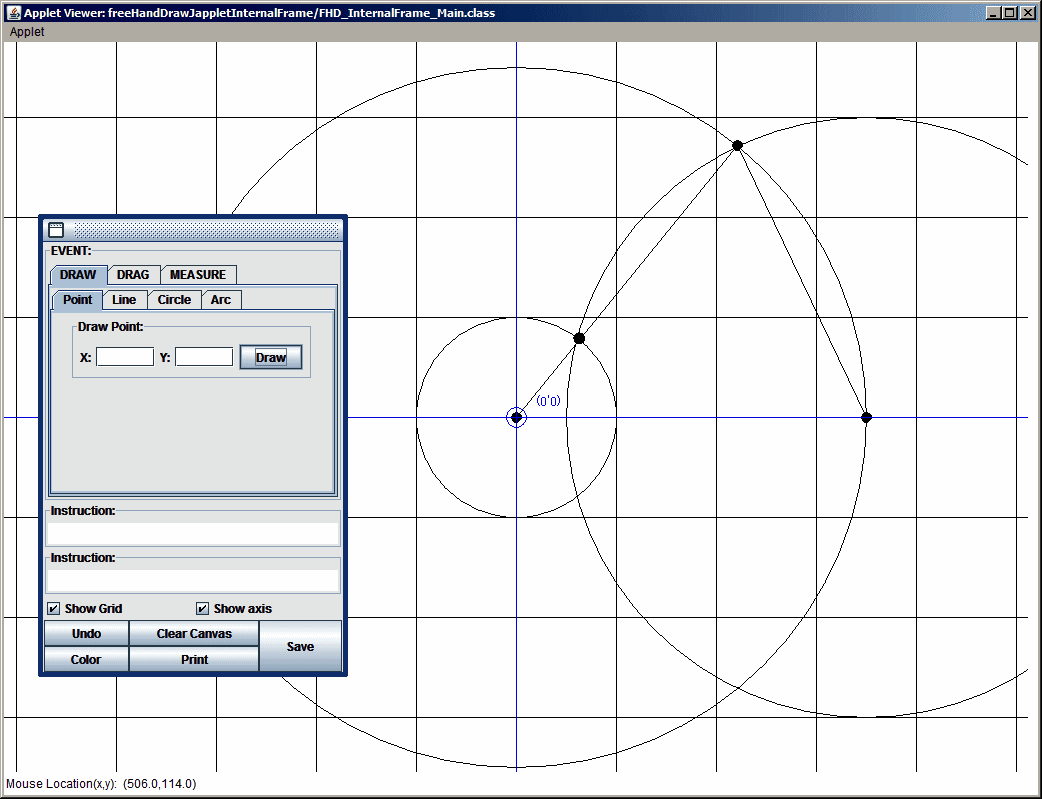 Applet Viewer: freeHandDrawJappletInternalFrame/FHD_InternalFrame_Main.class
Applet
EVENT:
DRAW DRAG MEASURE
Point Line Circle Arc
Draw Point:
X: Y: Draw
(0'0)
Instruction:
Instruction:
Show Grid Show axis
Undo Clear Canvas Save
Color Print
Mouse Location(x,y): (506.0,114.0)